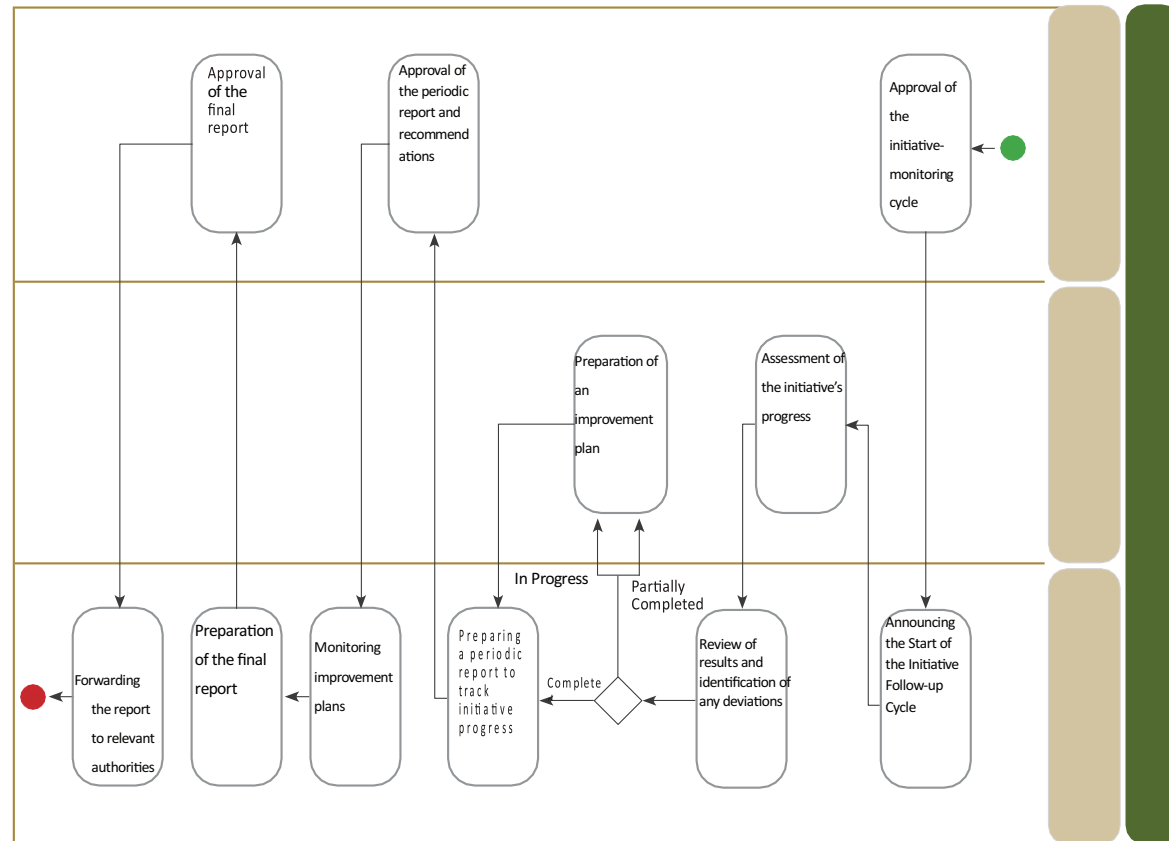 Approval
of the
final
report
Approval of
the periodic
report and
recommend
ations
Approval of
the
initiative-
monitoring
cycle
Preparation of
an
improvement
plan
Assessment of
the initiative's
progress
In Progress
Partially
Completed
Forwarding
the report
to relevant
authorities
Preparation
of the final
report
Monitoring
improvement
plans
Preparing
a periodic
report to
track
initiative
progress
Complete
Review of
results and
identification of
any deviations
Announcing
the Start of
the Initiative
Follow-up
Cycle